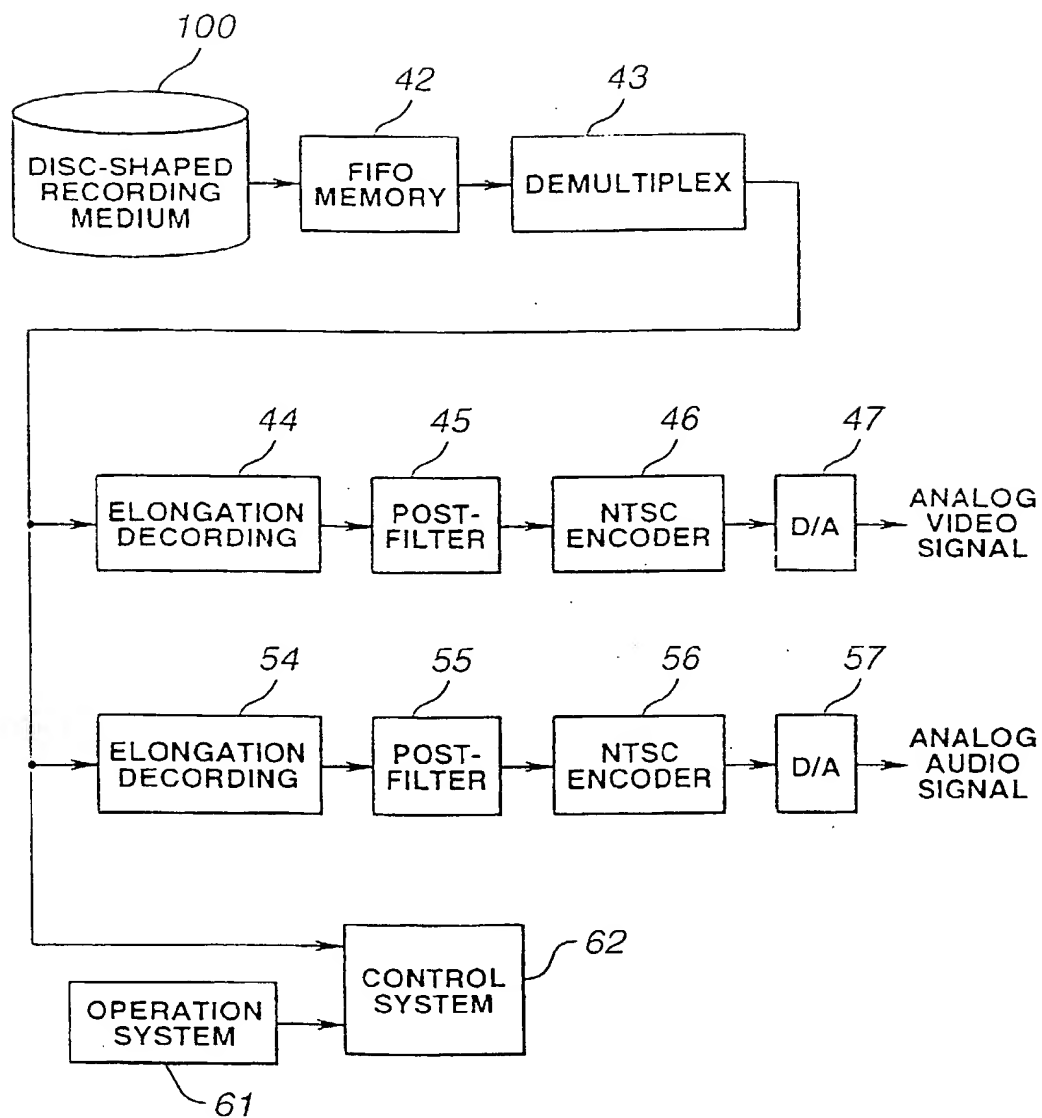 100
42
43
DISC-SHAPED
RECORDING
MEDIUM
FIFO
MEMORY
DEMULTIPLEX
44
45
46
47
ELONGATION
DECORDING
POST-
FILTER
NTSC
ENCODER
D/A
ANALOG
VIDEO
SIGNAL
54
55
56
57
ELONGATION
DECORDING
POST-
FILTER
NTSC
ENCODER
D/A
ANALOG
AUDIO
SIGNAL
62
CONTROL
SYSTEM
OPERATION
SYSTEM
61